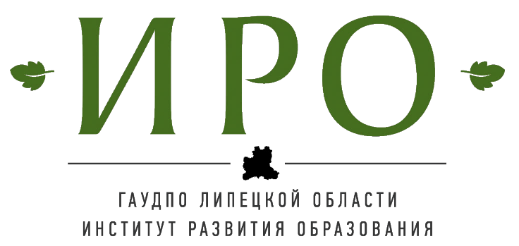 ИРО
ГАУДПО ЛИПЕЦКОЙ ОБЛАСТИ
ИНСТИТУТ РАЗВИТИЯ ОБРАЗОВАНИЯ